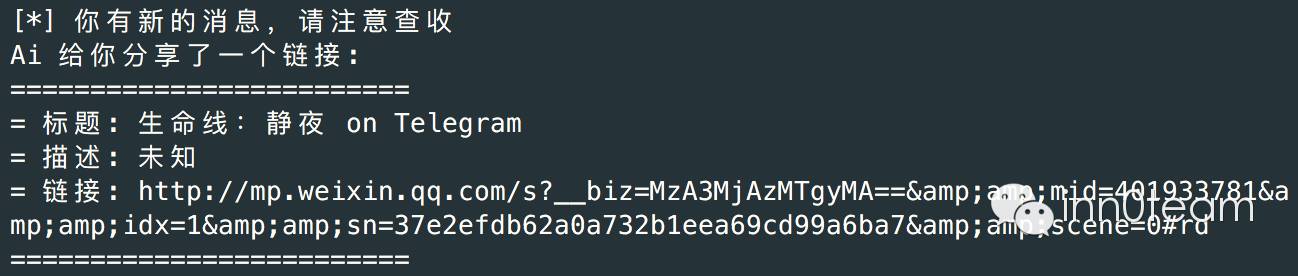 [*] 你有新的消息, 请注意查收
Ai 给你分享了一个链接:
=========================
= 标题: 生命线: 静夜 on Telegram
= 描述: 未知
= 链接: http://mp.weixin.qq.com/s?__biz=MzA3MjAzMTgyMA==&amp;amp;mid=401933781&a
mp;amp;idx=1&amp;amp;sn=37e2efdb62a0a732b1eea69cd99a6ba7&amp;amp;scene=0#rd
=========================
inn0team